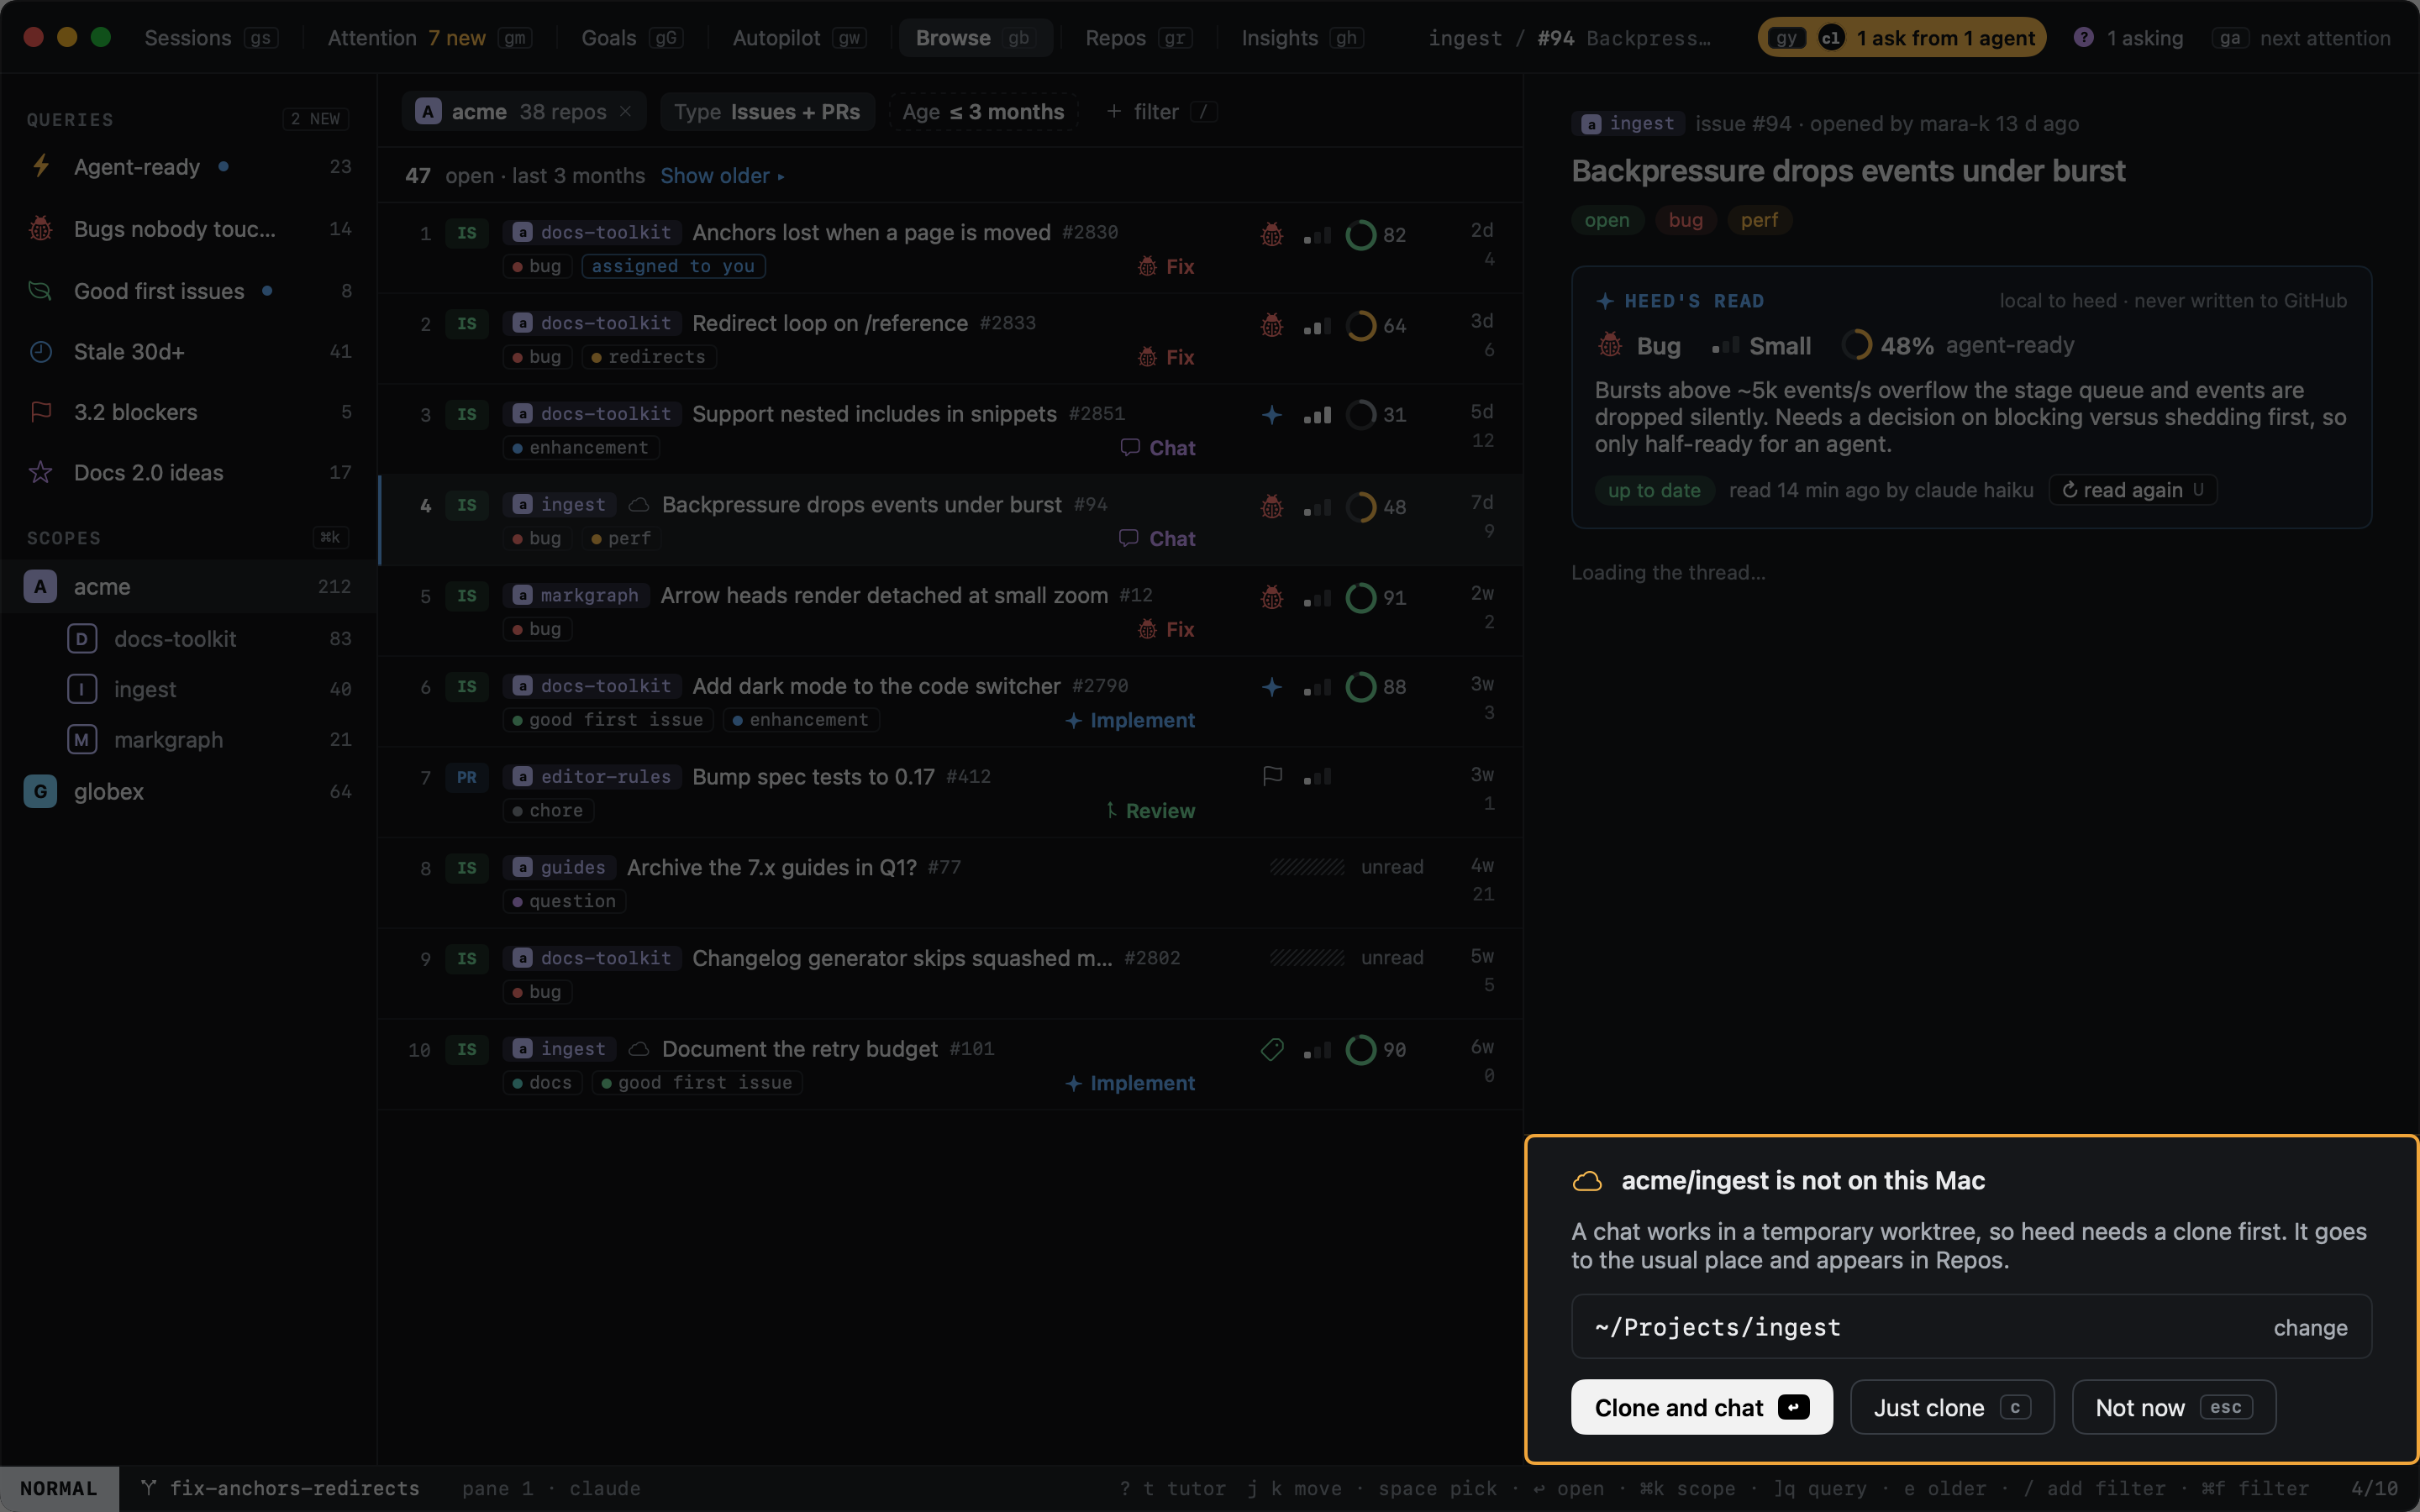 Sessions gs Attention 7 new gm Goals gG Autopilot gw Browse gb Repos gr Insights gh ingest / #94 Backpress… gy cl 1 ask from 1 agent ? 1 asking ga next attention
QUERIES 2 NEW
Agent-ready 23
Bugs nobody touc… 14
Good first issues 8
Stale 30d+ 41
3.2 blockers 5
Docs 2.0 ideas 17
SCOPES ⌘k
A acme 212
D docs-toolkit 83
I ingest 40
M markgraph 21
G globex 64
A acme 38 repos × Type Issues + PRs Age ≤ 3 months + filter /
47 open · last 3 months Show older ▸
1 IS a docs-toolkit Anchors lost when a page is moved #2830 82 2d
bug assigned to you Fix 4
2 IS a docs-toolkit Redirect loop on /reference #2833 64 3d
bug redirects Fix 6
3 IS a docs-toolkit Support nested includes in snippets #2851 31 5d
enhancement Chat 12
4 IS a ingest Backpressure drops events under burst #94 48 7d
bug perf Chat 9
5 IS a markgraph Arrow heads render detached at small zoom #12 91 2w
bug Fix 2
6 IS a docs-toolkit Add dark mode to the code switcher #2790 88 3w
good first issue enhancement Implement 3
7 PR a editor-rules Bump spec tests to 0.17 #412 3w
chore Review 1
8 IS a guides Archive the 7.x guides in Q1? #77 unread 4w
question 21
9 IS a docs-toolkit Changelog generator skips squashed m… #2802 unread 5w
bug 5
10 IS a ingest Document the retry budget #101 90 6w
docs good first issue Implement 0
a ingest issue #94 · opened by mara-k 13 d ago
Backpressure drops events under burst
open bug perf
HEED'S READ local to heed · never written to GitHub
Bug Small 48% agent-ready
Bursts above ~5k events/s overflow the stage queue and events are
dropped silently. Needs a decision on blocking versus shedding first, so
only half-ready for an agent.
up to date read 14 min ago by claude haiku read again U
Loading the thread…
acme/ingest is not on this Mac
A chat works in a temporary worktree, so heed needs a clone first. It goes
to the usual place and appears in Repos.
~/Projects/ingest change
Clone and chat ↩ Just clone c Not now esc
NORMAL fix-anchors-redirects pane 1 · claude ? t tutor j k move · space pick · ↩ open · ⌘k scope · ]q query · e older · / add filter · ⌘f filter 4/10